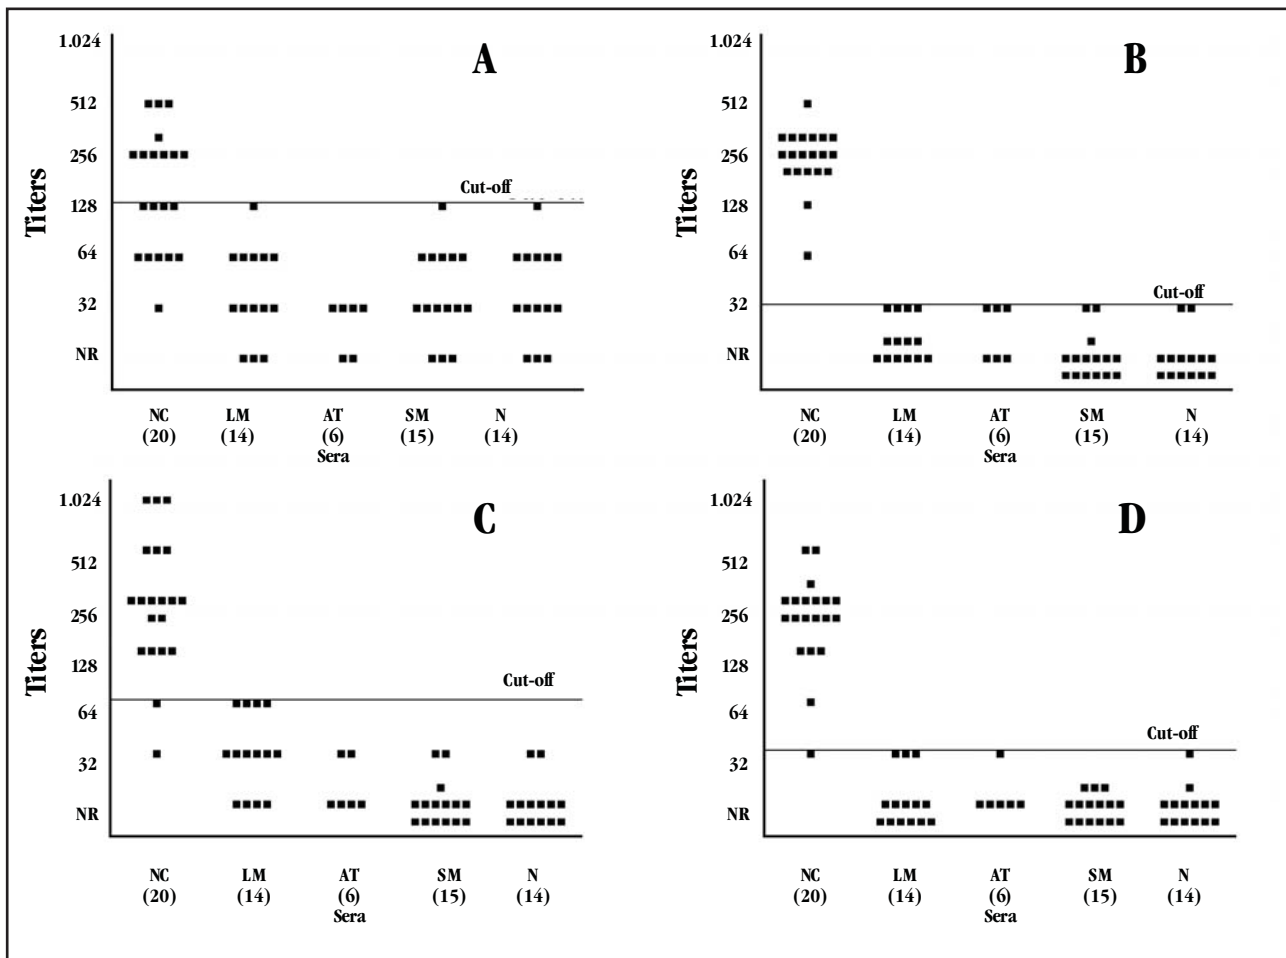 A
1.024
512
256
128
64
32
NR
Titers
Cut-off
NC LM AT SM N
(20) (14) (6) (15) (14)
Sera
B
1.024
512
256
128
64
32
NR
Titers
Cut-off
NC LM AT SM N
(20) (14) (6) (15) (14)
Sera
C
1.024
512
256
128
64
32
NR
Titers
Cut-off
NC LM AT SM N
(20) (14) (6) (15) (14)
Sera
D
1.024
512
256
128
64
32
NR
Titers
Cut-off
NC LM AT SM N
(20) (14) (6) (15) (14)
Sera